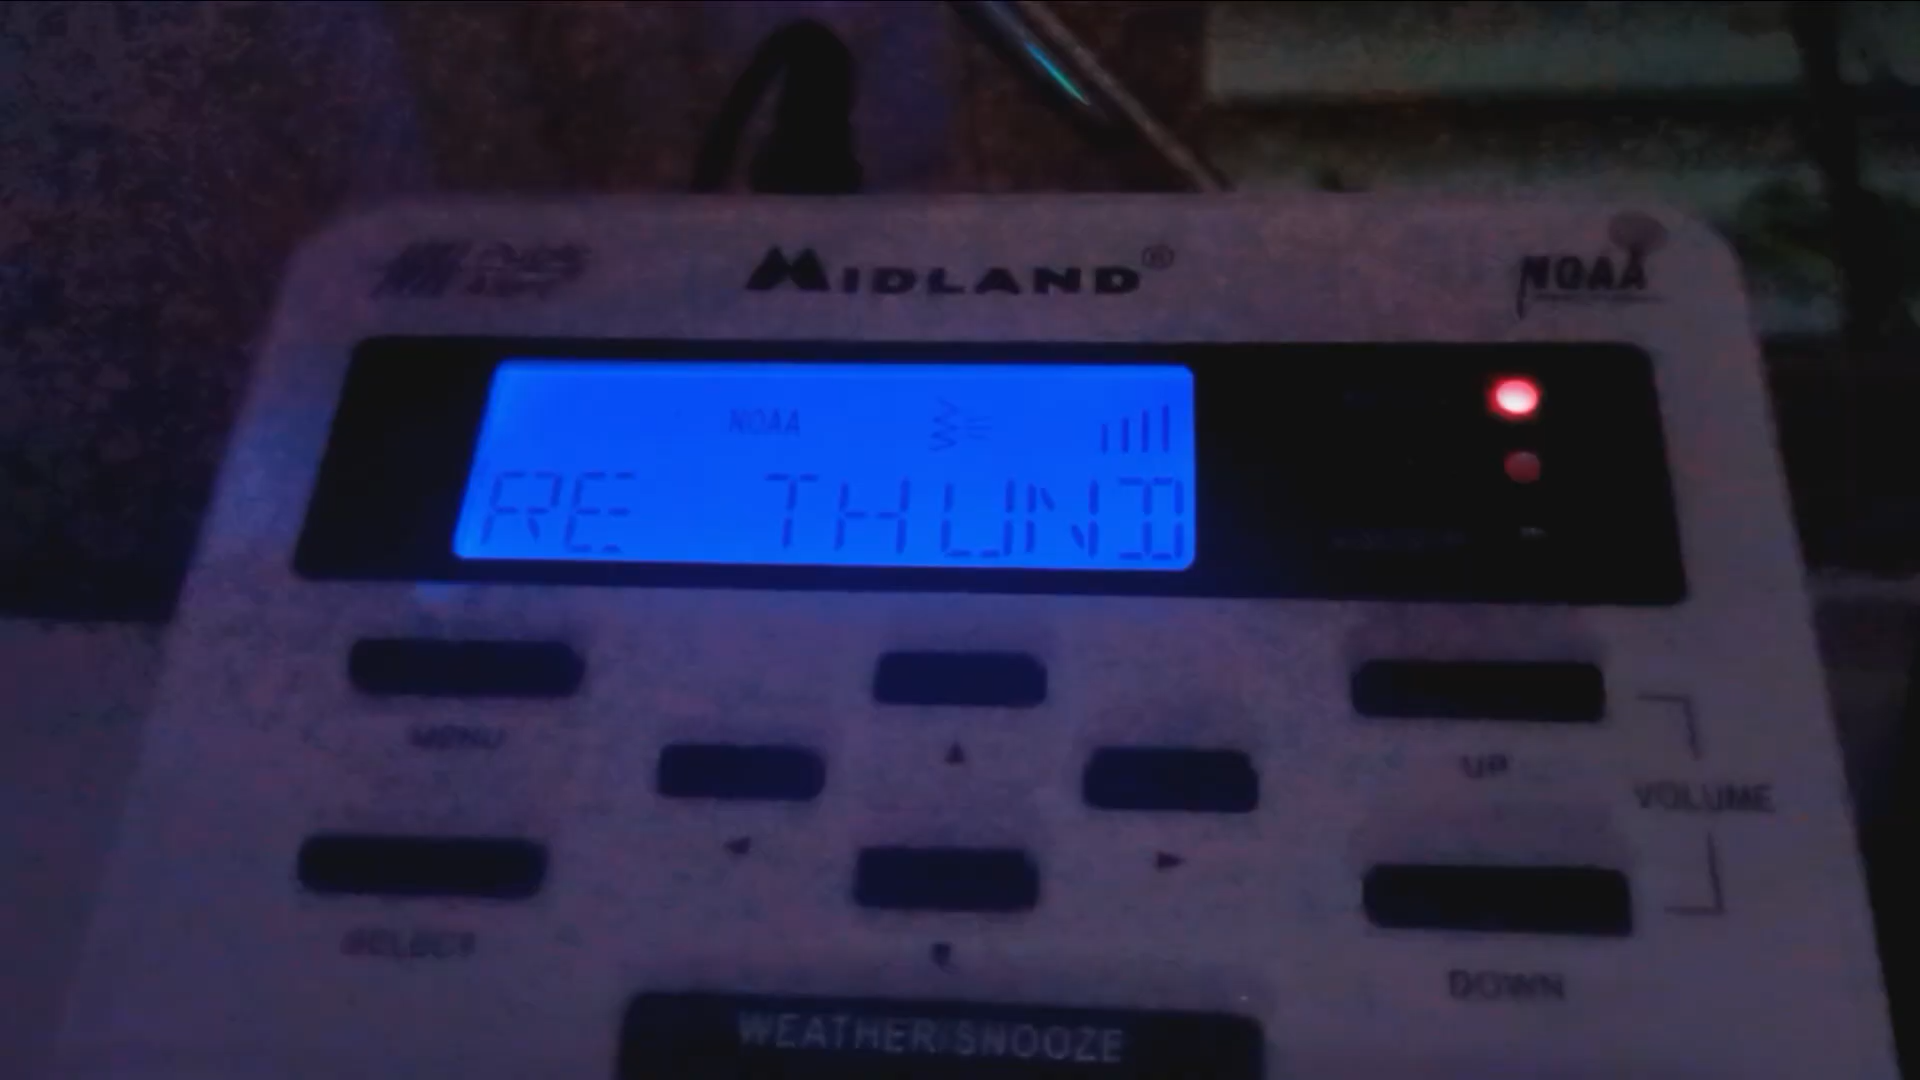 MIDLAND®
NOAA
NOAA
RE THUND
MENU
UP
VOLUME
SELECT
DOWN
WEATHER/SNOOZE